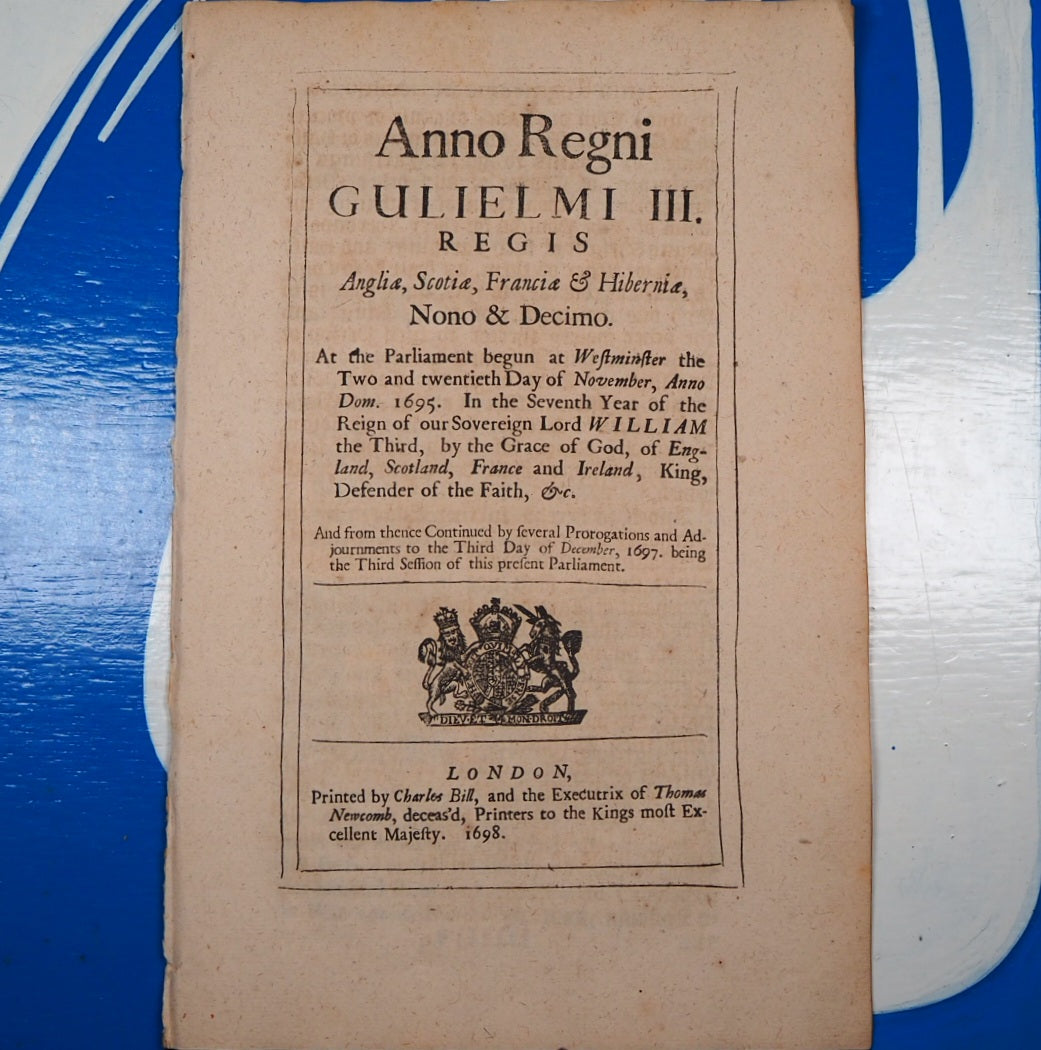 Anno Regni
GULIELMI III.
REGIS
Angliæ, Scotiæ, Franciæ & Hiberniæ,
Nono & Decimo.
At the Parliament begun at Weſtminſter the
Two and twentieth Day of November, Anno
Dom. 1695. In the Seventh Year of the
Reign of our Sovereign Lord WILLIAM
the Third, by the Grace of God, of Eng-
land, Scotland, France and Ireland, King,
Defender of the Faith, &c.
And from thence Continued by ſeveral Prorogations and Ad-
journments to the Third Day of December, 1697. being
the Third Seſſion of this preſent Parliament.
DIEV·ET MON·DROIT
LONDON,
Printed by Charles Bill, and the Executrix of Thomas
Newcomb, deceas'd, Printers to the Kings moſt Ex-
cellent Majeſty. 1698.